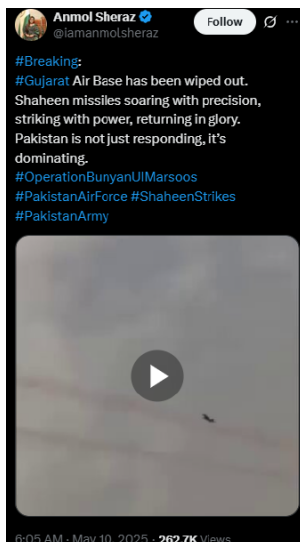 Anmol Sheraz
Follow
@iamanmolsheraz
#Breaking:
#Gujarat Air Base has been wiped out.
Shaheen missiles soaring with precision,
striking with power, returning in glory.
Pakistan is not just responding, it's
dominating.
#OperationBunyanUlMarsoos
#PakistanAirForce #ShaheenStrikes
#PakistanArmy
6:05 AM · May 10, 2025 · 262.7K Views